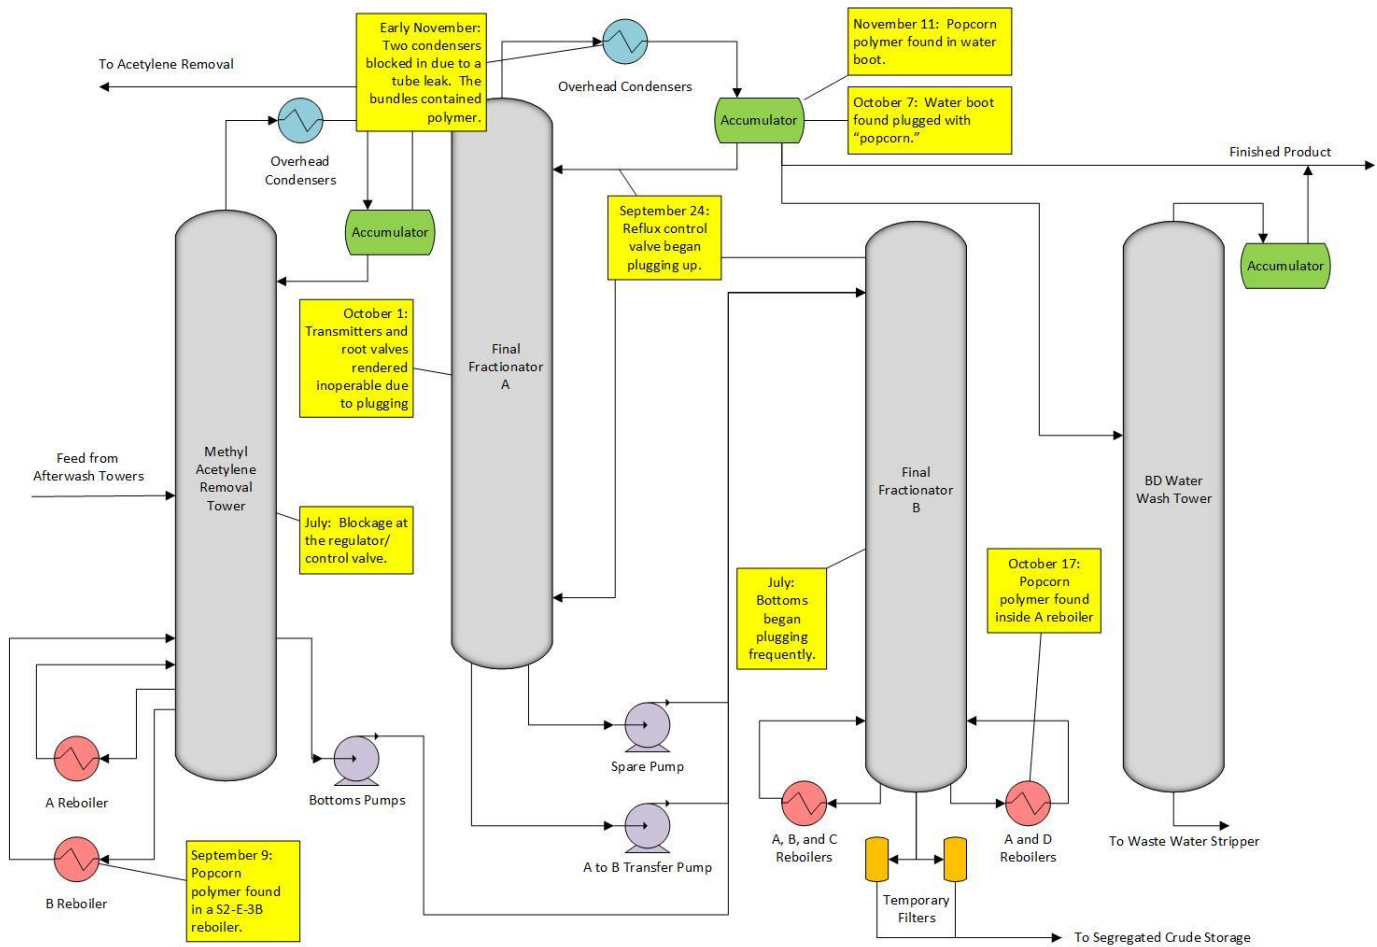 Early November:
Two condensers
blocked in due to a
tube leak.  The
bundles contained
polymer.
November 11:  Popcorn
polymer found in water
boot.
To Acetylene Removal
Overhead Condensers
October 7:  Water boot
found plugged with
“popcorn.”
Accumulator
Overhead
Condensers
Finished Product
September 24:
Reflux control
valve began
plugging up.
Accumulator
Accumulator
October 1:
Transmitters and
root valves
rendered
inoperable due
to plugging
Final
Fractionator
A
Feed from
Afterwash Towers
Methyl
Acetylene
Removal
Tower
Final
Fractionator
B
BD Water
Wash Tower
July:  Blockage at
the regulator/
control valve.
July:
Bottoms
began
plugging
frequently.
October 17:
Popcorn
polymer found
inside A reboiler
Spare Pump
A Reboiler
Bottoms Pumps
A, B, and C
Reboilers
A and D
Reboilers
To Waste Water Stripper
A to B Transfer Pump
September 9:
Popcorn
polymer found
in a S2-E-3B
reboiler.
B Reboiler
Temporary
Filters
To Segregated Crude Storage